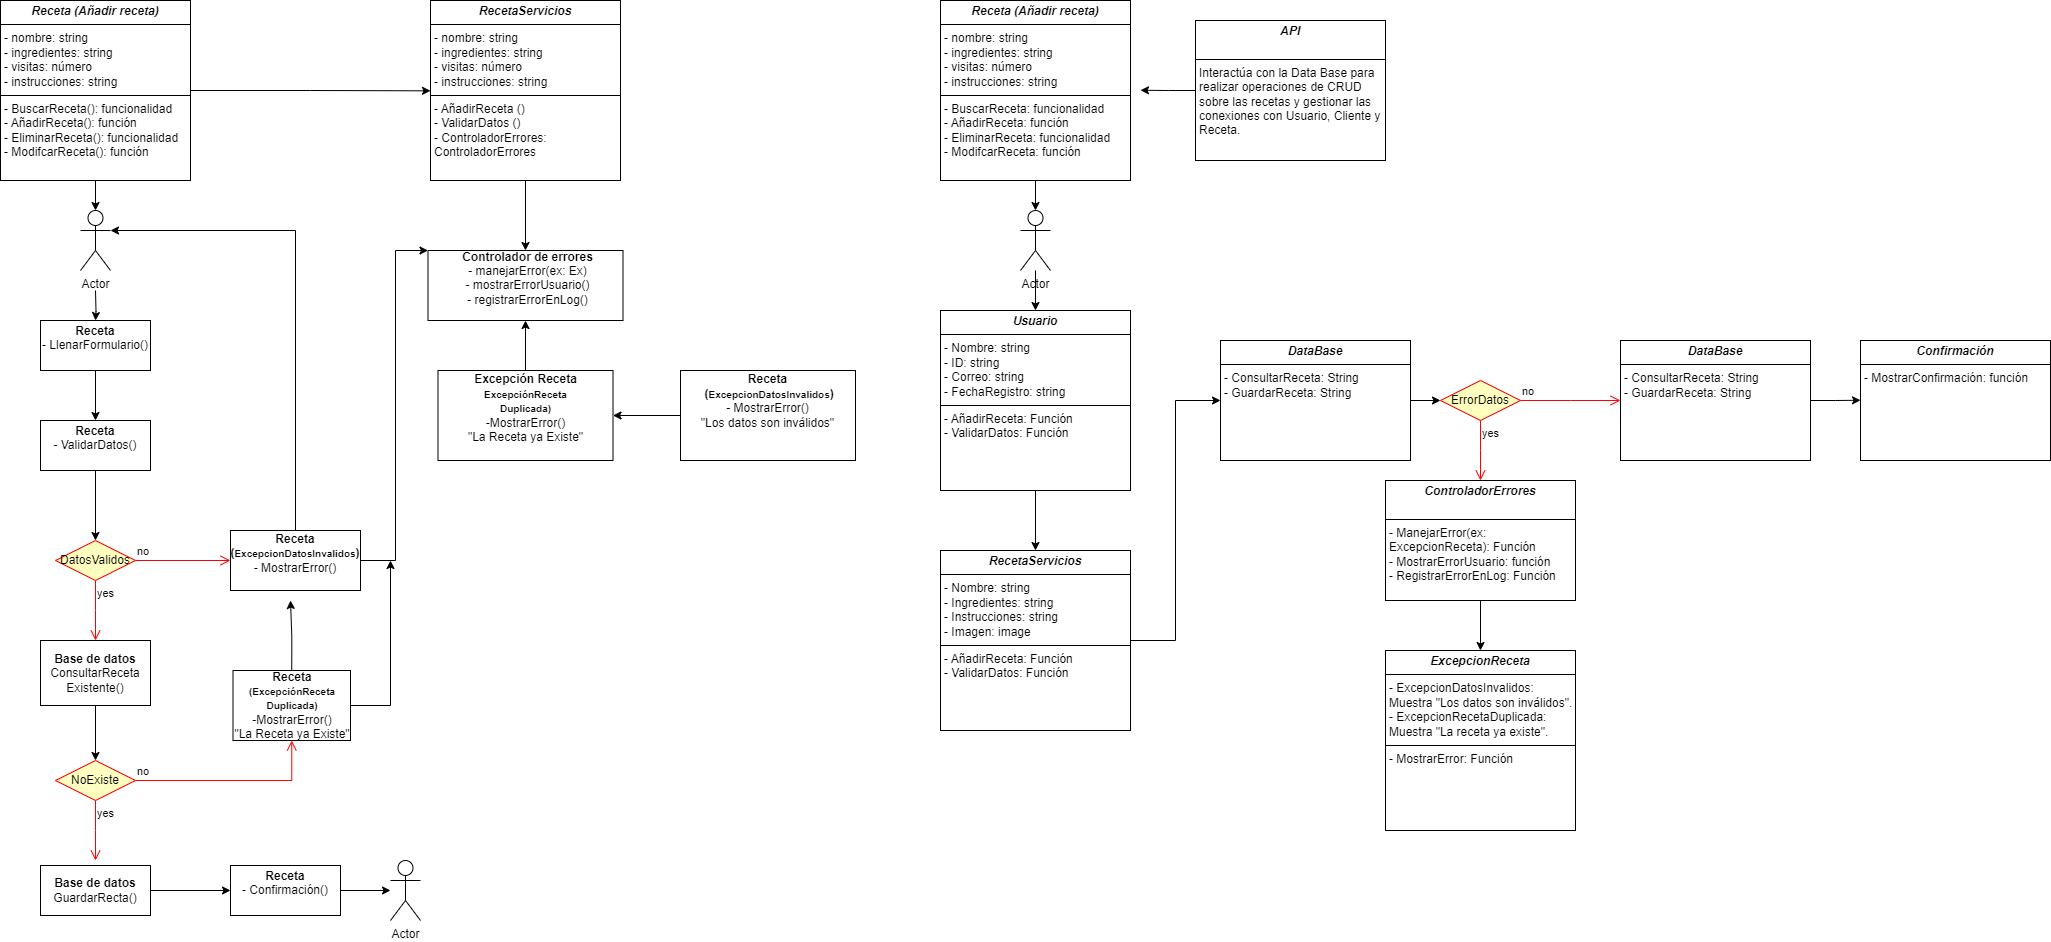 Receta (Añadir receta)
- nombre: string
- ingredientes: string
- visitas: número
- instrucciones: string
- BuscarReceta(): funcionalidad
- AñadirReceta(): función
- EliminarReceta(): funcionalidad
- ModifcarReceta(): función
RecetaServicios
- nombre: string
- ingredientes: string
- visitas: número
- instrucciones: string
- AñadirReceta ()
- ValidarDatos ()
- ControladorErrores:
ControladorErrores
Actor
Controlador de errores
- manejarError(ex: Ex)
- mostrarErrorUsuario()
- registrarErrorEnLog()
Receta
- LlenarFormulario()
Excepción Receta
ExcepciónReceta
Duplicada)
-MostrarError()
"La Receta ya Existe"
Receta
(ExcepcionDatosInvalidos)
- MostrarError()
"Los datos son inválidos"
Receta
- ValidarDatos()
DatosValidos
no
yes
Receta
(ExcepcionDatosInvalidos)
- MostrarError()
Base de datos
ConsultarReceta
Existente()
Receta
(ExcepciónReceta
Duplicada)
-MostrarError()
"La Receta ya Existe"
NoExiste
no
yes
Base de datos
GuardarRecta()
Receta
- Confirmación()
Actor
Receta (Añadir receta)
- nombre: string
- ingredientes: string
- visitas: número
- instrucciones: string
- BuscarReceta: funcionalidad
- AñadirReceta: función
- EliminarReceta: funcionalidad
- ModifcarReceta: función
API
Interactúa con la Data Base para
realizar operaciones de CRUD
sobre las recetas y gestionar las
conexiones con Usuario, Cliente y
Receta.
Actor
Usuario
- Nombre: string
- ID: string
- Correo: string
- FechaRegistro: string
- AñadirReceta: Función
- ValidarDatos: Función
RecetaServicios
- Nombre: string
- Ingredientes: string
- Instrucciones: string
- Imagen: image
- AñadirReceta: Función
- ValidarDatos: Función
DataBase
- ConsultarReceta: String
- GuardarReceta: String
ErrorDatos
no
yes
DataBase
- ConsultarReceta: String
- GuardarReceta: String
Confirmación
- MostrarConfirmación: función
ControladorErrores
- ManejarError(ex:
ExcepcionReceta): Función
- MostrarErrorUsuario: función
- RegistrarErrorEnLog: Función
ExcepcionReceta
- ExcepcionDatosInvalidos:
Muestra "Los datos son inválidos".
- ExcepcionRecetaDuplicada:
Muestra "La receta ya existe".
- MostrarError: Función